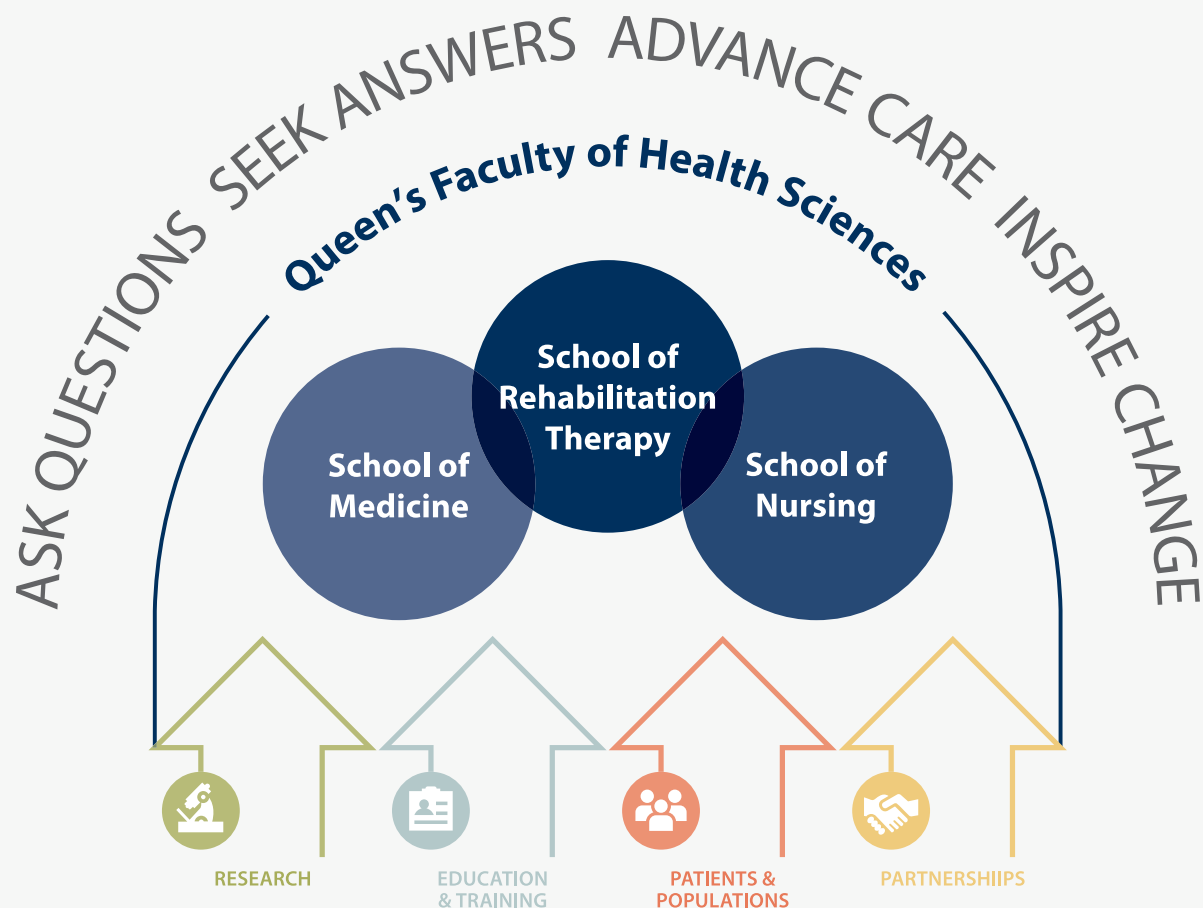 ASK QUESTIONS SEEK ANSWERS ADVANCE CARE INSPIRE CHANGE
Queen's Faculty of Health Sciences
School of
Rehabilitation
Therapy
School of
Medicine
School of
Nursing
RESEARCH
EDUCATION
& TRAINING
PATIENTS &
POPULATIONS
PARTNERSHIIPS